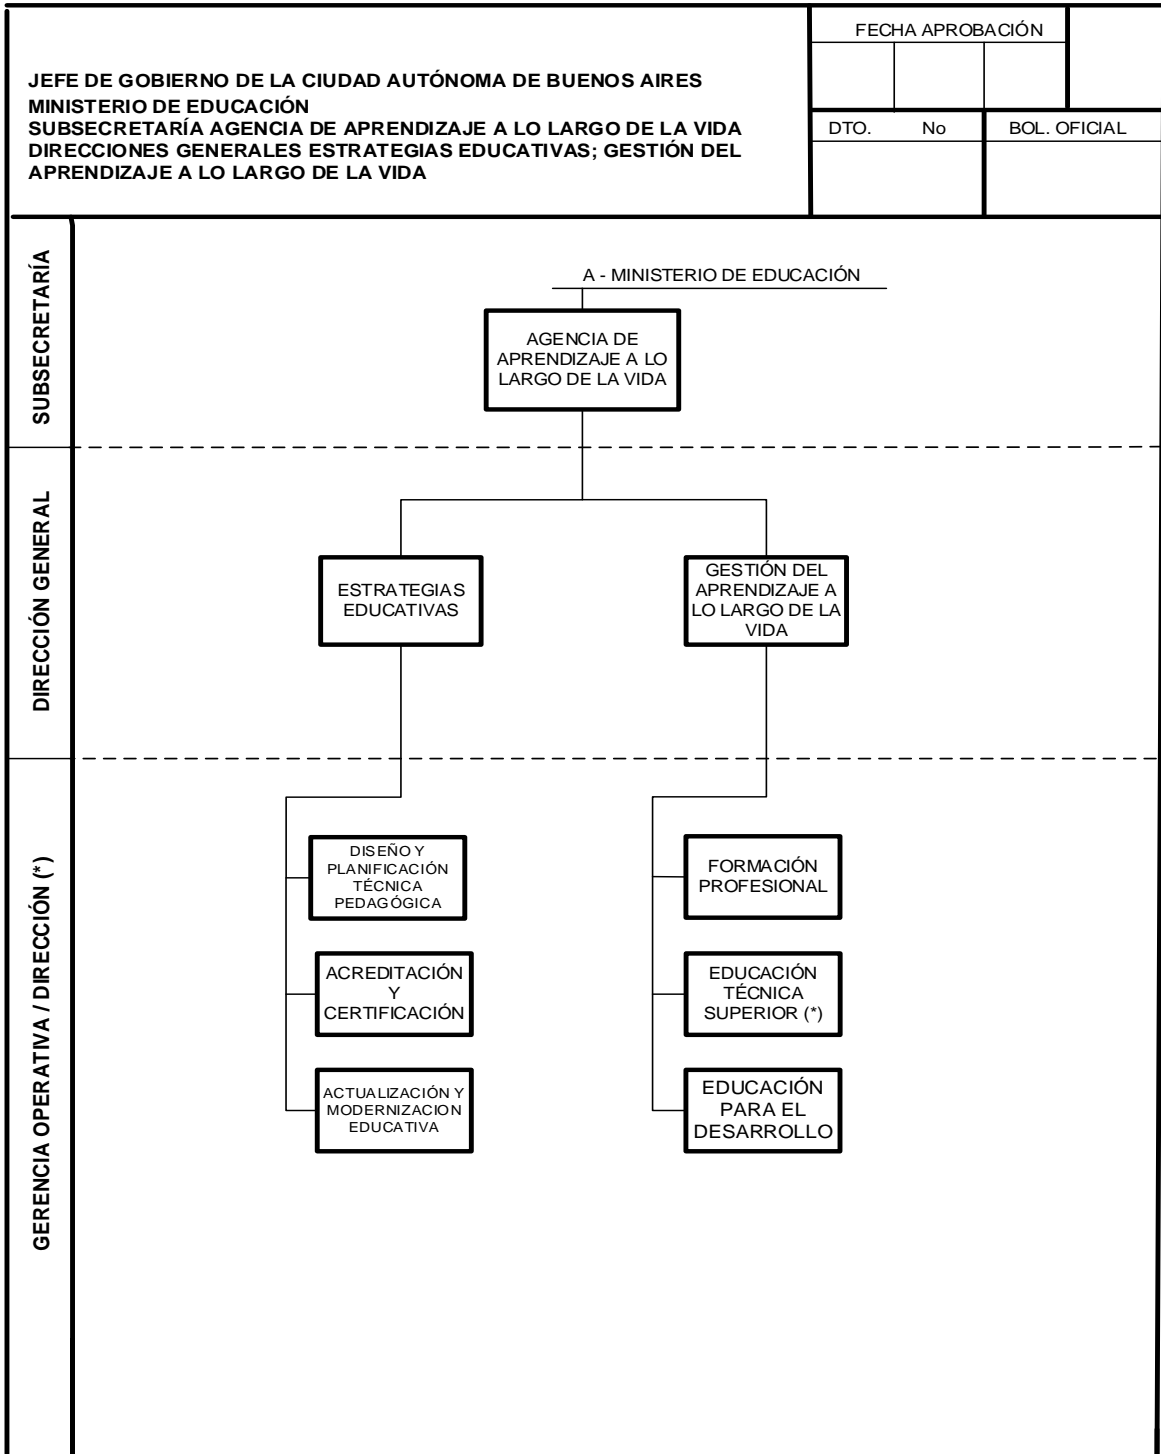 JEFE DE GOBIERNO DE LA CIUDAD AUTÓNOMA DE BUENOS AIRES
MINISTERIO DE EDUCACIÓN
SUBSECRETARÍA AGENCIA DE APRENDIZAJE A LO LARGO DE LA VIDA
DIRECCIONES GENERALES ESTRATEGIAS EDUCATIVAS; GESTIÓN DEL
APRENDIZAJE A LO LARGO DE LA VIDA
FECHA APROBACIÓN
DTO. No BOL. OFICIAL
SUBSECRETARÍA
A - MINISTERIO DE EDUCACIÓN
AGENCIA DE
APRENDIZAJE A LO
LARGO DE LA VIDA
DIRECCIÓN GENERAL
ESTRATEGIAS
EDUCATIVAS
GESTIÓN DEL
APRENDIZAJE A
LO LARGO DE LA
VIDA
GERENCIA OPERATIVA / DIRECCIÓN (*)
DISEÑO Y
PLANIFICACIÓN
TÉCNICA
PEDAGÓGICA
ACREDITACIÓN
Y
CERTIFICACIÓN
ACTUALIZACIÓN Y
MODERNIZACION
EDUCATIVA
FORMACIÓN
PROFESIONAL
EDUCACIÓN
TÉCNICA
SUPERIOR (*)
EDUCACIÓN
PARA EL
DESARROLLO